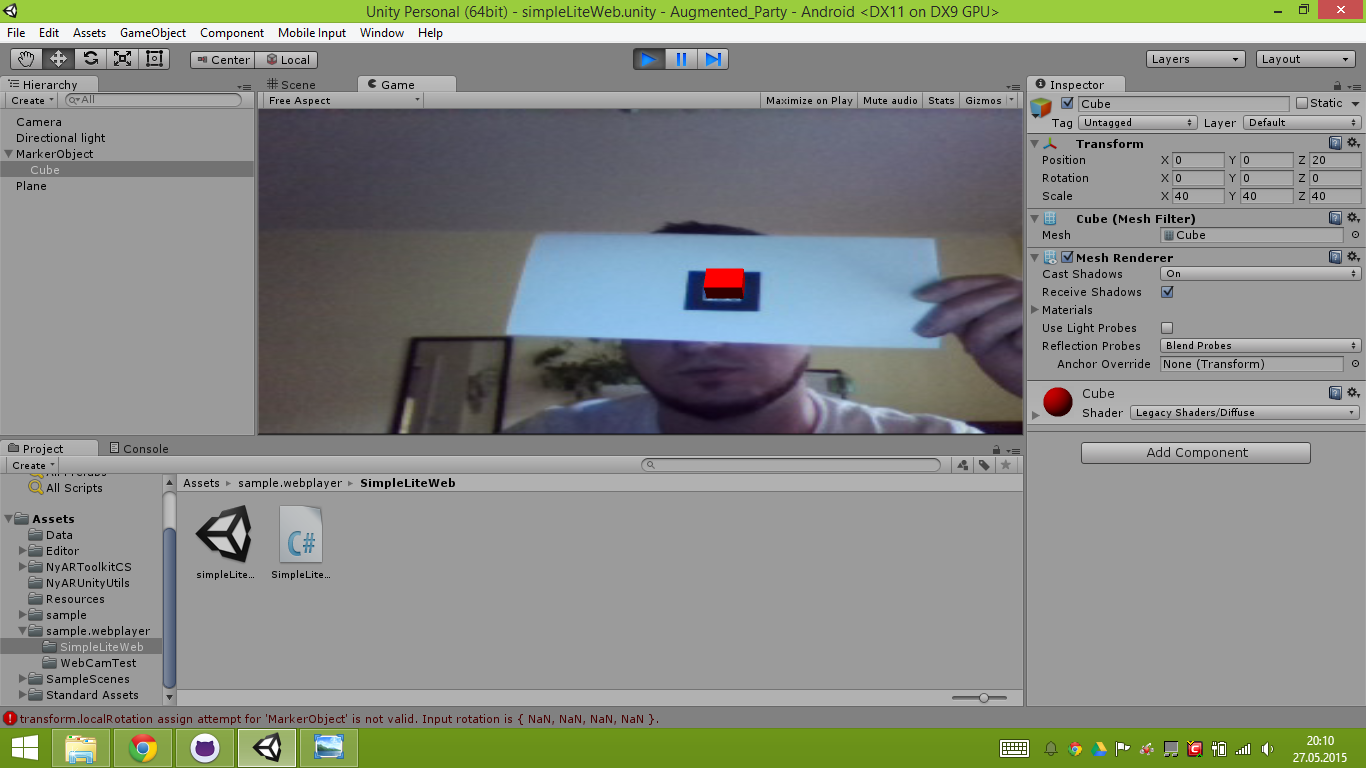 Unity Personal (64bit) - simpleLiteWeb.unity - Augmented_Party - Android <DX11 on DX9 GPU>
File Edit Assets GameObject Component Mobile Input Window Help
Center Local Layers Layout
Hierarchy
Create All
Camera
Directional light
MarkerObject
Cube
Plane
Scene Game
Free Aspect Maximize on Play Mute audio Stats Gizmos
Inspector
Cube Static
Tag Untagged Layer Default
Transform
Position X 0 Y 0 Z 20
Rotation X 0 Y 0 Z 0
Scale X 40 Y 40 Z 40
Cube (Mesh Filter)
Mesh Cube
Mesh Renderer
Cast Shadows On
Receive Shadows
Materials
Use Light Probes
Reflection Probes Blend Probes
Anchor Override None (Transform)
Cube
Shader Legacy Shaders/Diffuse
Add Component
Project Console
Create
All Prefabs
All Scripts
Assets
Data
Editor
NyARToolkitCS
NyARUnityUtils
Resources
sample
sample.webplayer
SimpleLiteWeb
WebCamTest
SampleScenes
Standard Assets
Assets sample.webplayer SimpleLiteWeb
C#
simpleLite... SimpleLite...
transform.localRotation assign attempt for 'MarkerObject' is not valid. Input rotation is { NaN, NaN, NaN, NaN }.
20:10
27.05.2015